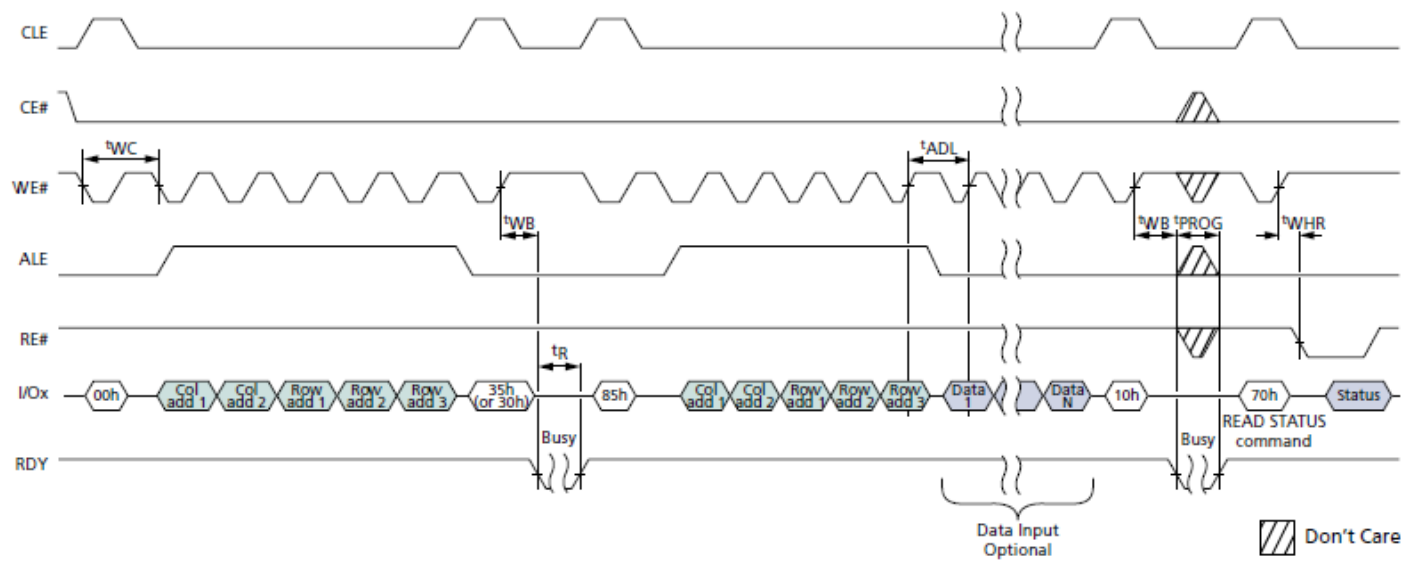 CLE
CE#
tWC
tADL
WE#
tWB
tWB
tPROG
tWHR
ALE
RE#
tR
I/Ox
00h
Col add 1
Col add 2
Row add 1
Row add 2
Row add 3
35h (or 30h)
85h
Col add 1
Col add 2
Row add 1
Row add 2
Row add 3
Data 1
Data N
10h
70h
Status
READ STATUS
command
Busy
Busy
RDY
Data Input
Optional
Don't Care